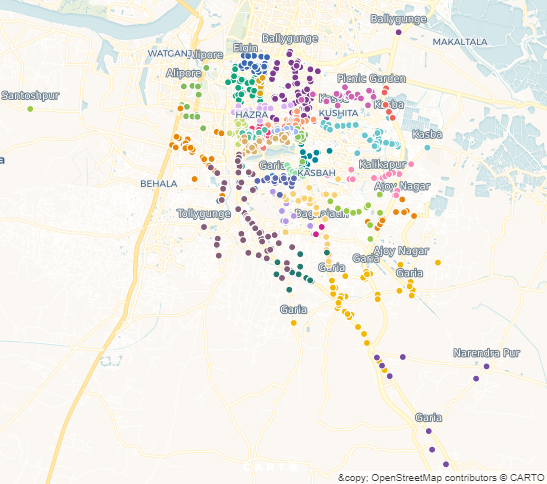 Ballygunge
Ballygunge
MAKALTALA
WATGANJ
Alipore
Elgin
Alipore
Picnic Garden
Santoshpur
Kasba
HAZRA
KUSHITA
Kasba
Garia
Kalikapur
KASBAH
BEHALA
Ajoy Nagar
Tollygunge
Ajoy Nagar
Garia
Garia
Garia
Garia
Narendra Pur
Garia
CARTO
&copy; OpenStreetMap contributors © CARTO